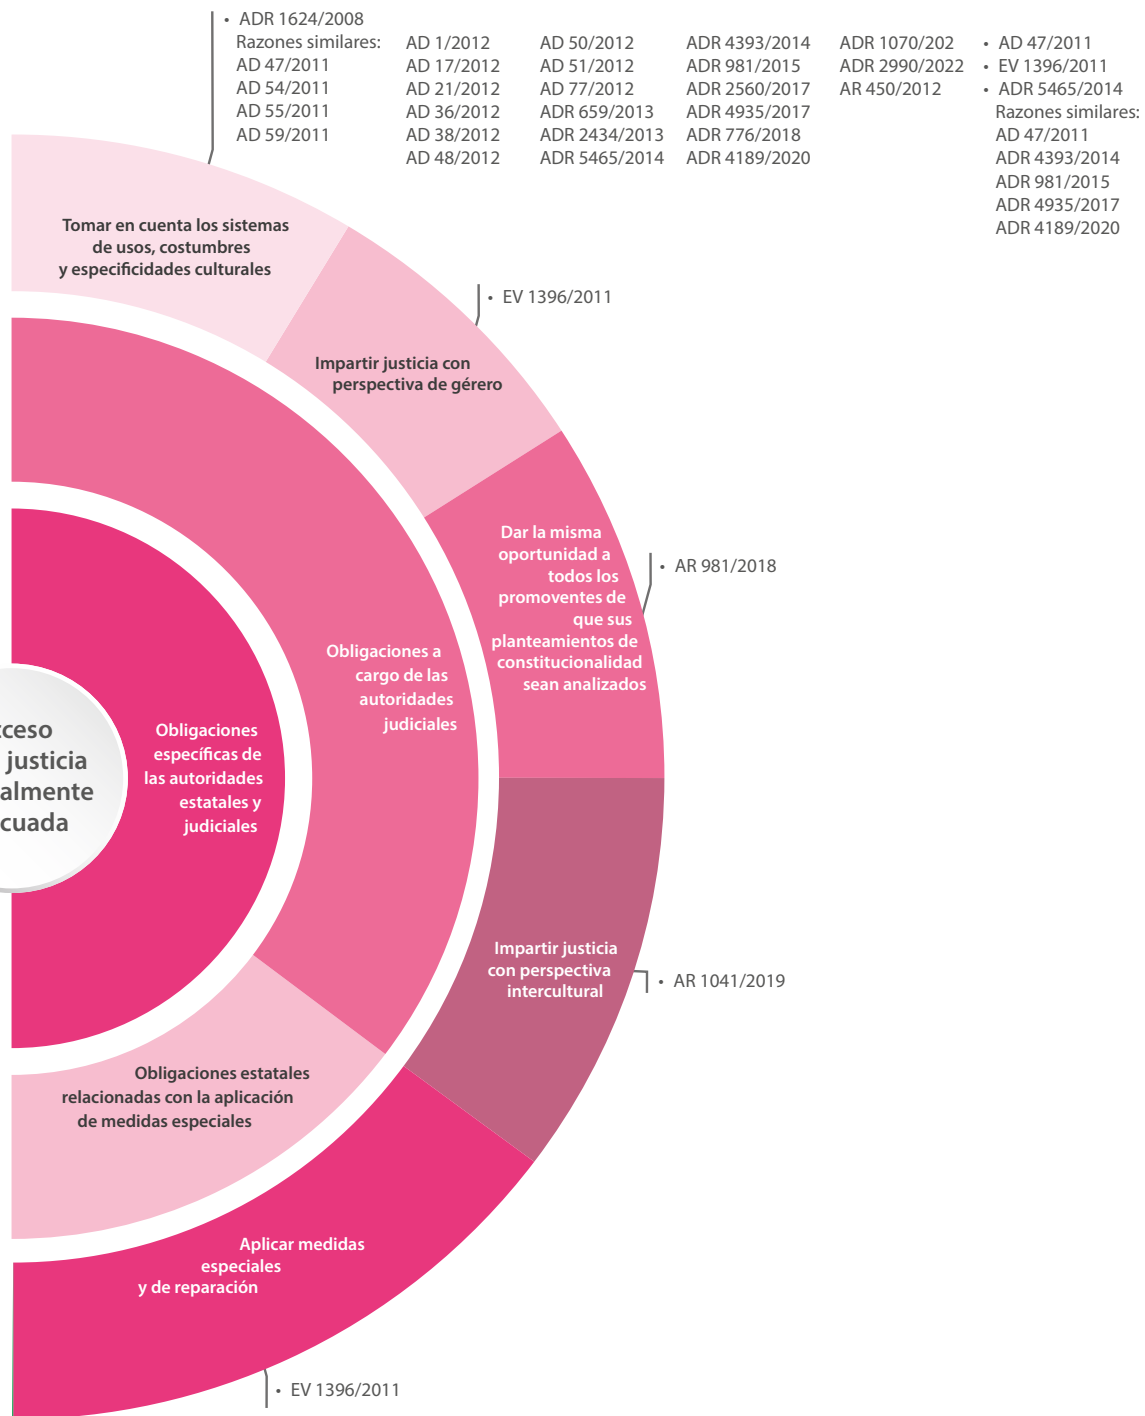 • ADR 1624/2008
Razones similares:
AD 47/2011
AD 54/2011
AD 55/2011
AD 59/2011
AD 1/2012
AD 17/2012
AD 21/2012
AD 36/2012
AD 38/2012
AD 48/2012
AD 50/2012
AD 51/2012
AD 77/2012
ADR 659/2013
ADR 2434/2013
ADR 5465/2014
ADR 4393/2014
ADR 981/2015
ADR 2560/2017
ADR 4935/2017
ADR 776/2018
ADR 4189/2020
ADR 1070/202
ADR 2990/2022
AR 450/2012
• AD 47/2011
• EV 1396/2011
• ADR 5465/2014
Razones similares:
AD 47/2011
ADR 4393/2014
ADR 981/2015
ADR 4935/2017
ADR 4189/2020
Tomar en cuenta los sistemas
de usos, costumbres
y especificidades culturales
• EV 1396/2011
Impartir justicia con
perspectiva de gérero
Dar la misma
oportunidad a
todos los
promoventes de
que sus
planteamientos de
constitucionalidad
sean analizados
• AR 981/2018
Obligaciones a
cargo de las
autoridades
judiciales
Obligaciones
específicas de
las autoridades
estatales y
judiciales
ceso
justicia
almente
cuada
Impartir justicia
con perspectiva
intercultural
• AR 1041/2019
Obligaciones estatales
relacionadas con la aplicación
de medidas especiales
Aplicar medidas
especiales
y de reparación
• EV 1396/2011